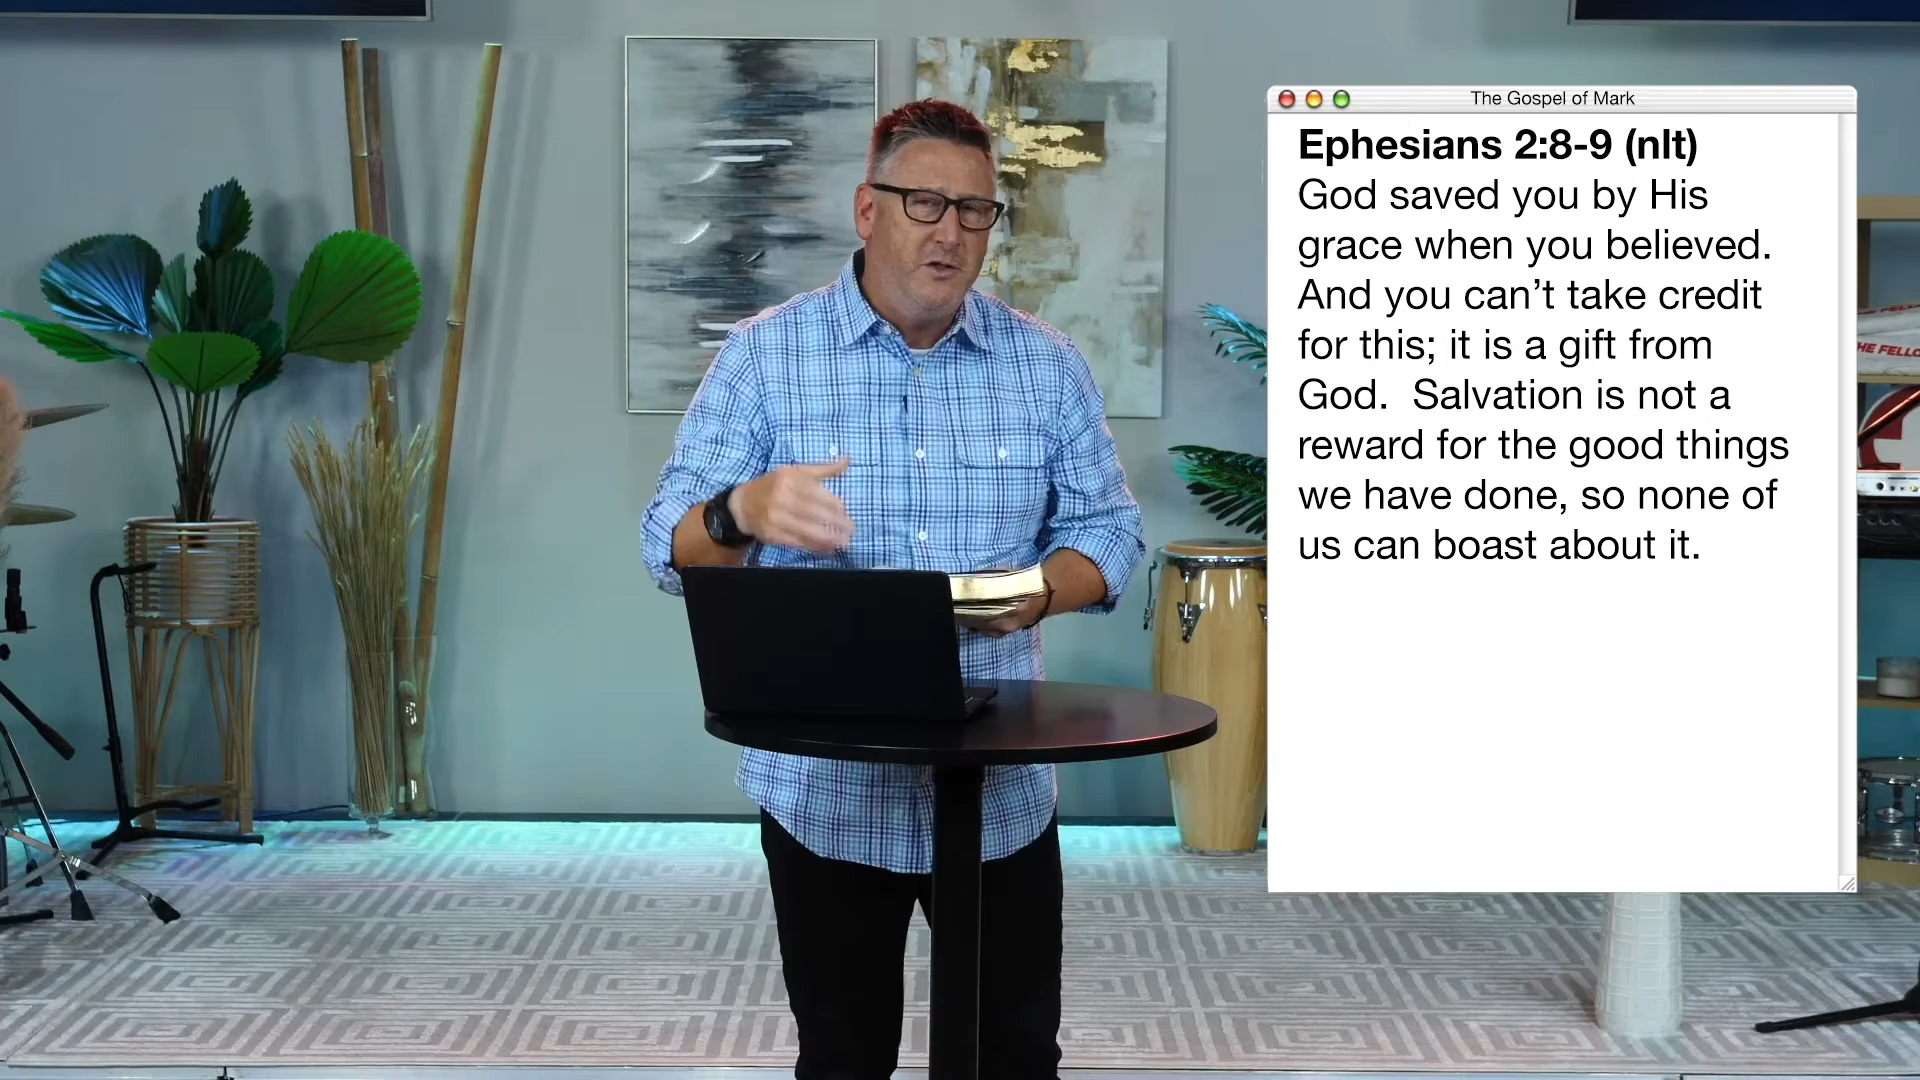 The Gospel of Mark
Ephesians 2:8-9 (nlt)
God saved you by His
grace when you believed.
And you can’t take credit
for this; it is a gift from
God.  Salvation is not a
reward for the good things
we have done, so none of
us can boast about it.
HE FELLO